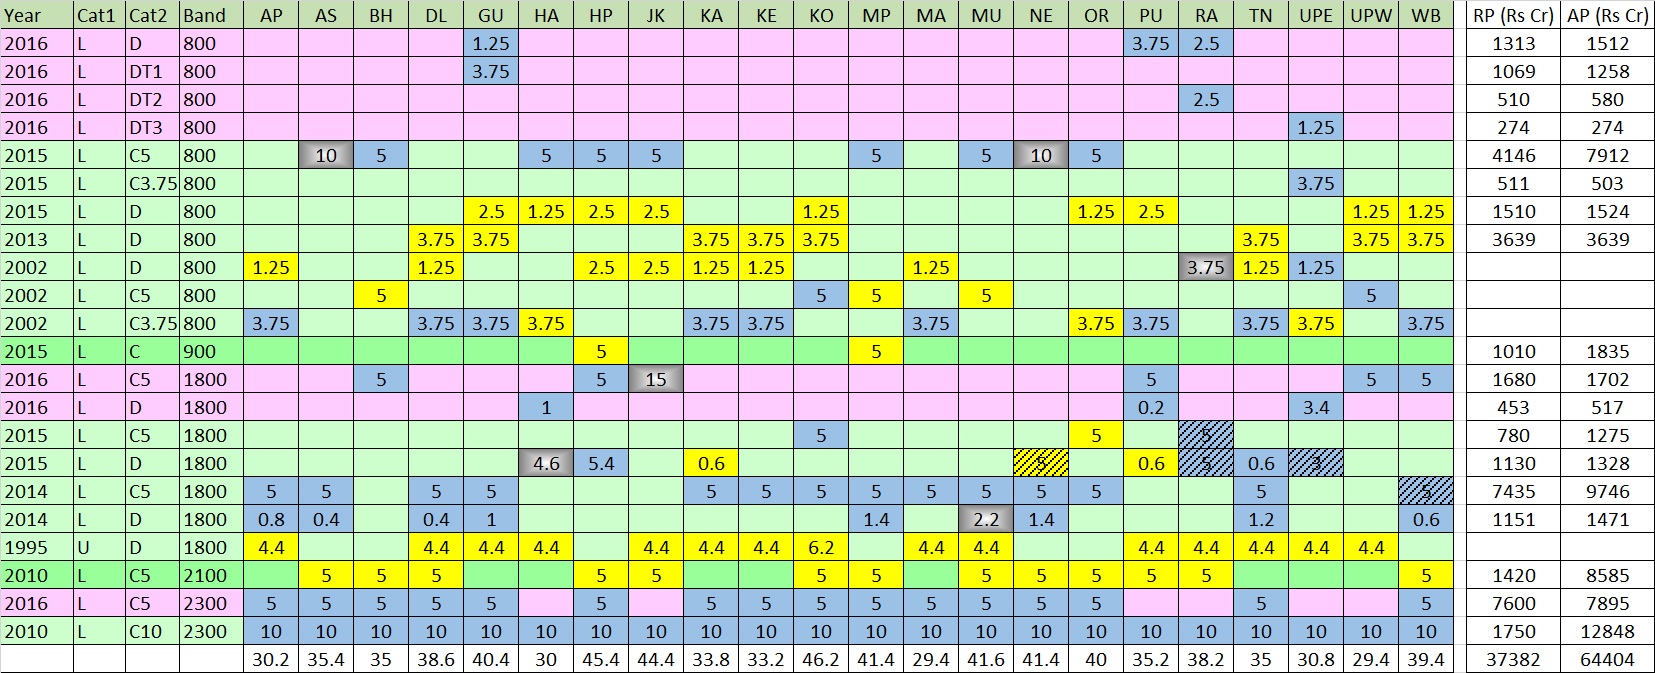 Year Cat1 Cat2 Band AP AS BH DL GU HA HP JK KA KE KO MP MA MU NE OR PU RA TN UPE UPW WB RP (Rs Cr) AP (Rs Cr)
2016 L D 800 1.25 3.75 2.5 1313 1512
2016 L DT1 800 3.75 1069 1258
2016 L DT2 800 2.5 510 580
2016 L DT3 800 1.25 274 274
2015 L C5 800 10 5 5 5 5 5 5 10 5 4146 7912
2015 L C3.75 800 3.75 511 503
2015 L D 800 2.5 1.25 2.5 2.5 1.25 1.25 2.5 1.25 1.25 1510 1524
2013 L D 800 3.75 3.75 3.75 3.75 3.75 3.75 3.75 3.75 3639 3639
2002 L D 800 1.25 1.25 2.5 2.5 1.25 1.25 1.25 3.75 1.25 1.25
2002 L C5 800 5 5 5 5 5
2002 L C3.75 800 3.75 3.75 3.75 3.75 3.75 3.75 3.75 3.75 3.75 3.75 3.75 3.75
2015 L C 900 5 5 1010 1835
2016 L C5 1800 5 5 15 5 5 5 1680 1702
2016 L D 1800 1 0.2 3.4 453 517
2015 L C5 1800 5 5 5 780 1275
2015 L D 1800 4.6 5.4 0.6 5 0.6 5 0.6 3 1130 1328
2014 L C5 1800 5 5 5 5 5 5 5 5 5 5 5 5 5 5 7435 9746
2014 L D 1800 0.8 0.4 0.4 1 1.4 2.2 1.4 1.2 0.6 1151 1471
1995 U D 1800 4.4 4.4 4.4 4.4 4.4 4.4 4.4 6.2 4.4 4.4 4.4 4.4 4.4 4.4 4.4
2010 L C5 2100 5 5 5 5 5 5 5 5 5 5 5 5 5 1420 8585
2016 L C5 2300 5 5 5 5 5 5 5 5 5 5 5 5 5 5 5 5 7600 7895
2010 L C10 2300 10 10 10 10 10 10 10 10 10 10 10 10 10 10 10 10 10 10 10 10 10 10 1750 12848
30.2 35.4 35 38.6 40.4 30 45.4 44.4 33.8 33.2 46.2 41.4 29.4 41.6 41.4 40 35.2 38.2 35 30.8 29.4 39.4 37382 64404